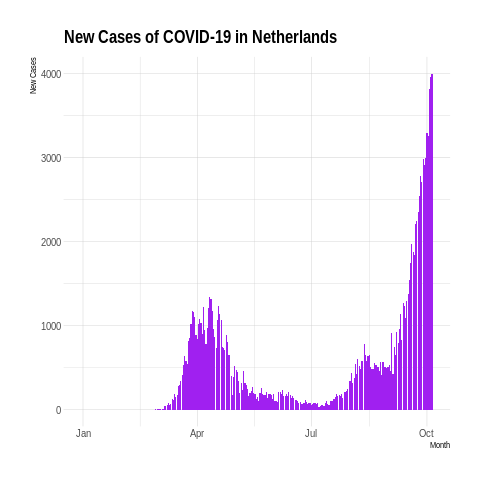 New Cases of COVID-19 in Netherlands
New Cases
4000
3000
2000
1000
0
Jan
Apr
Jul
Oct
Month